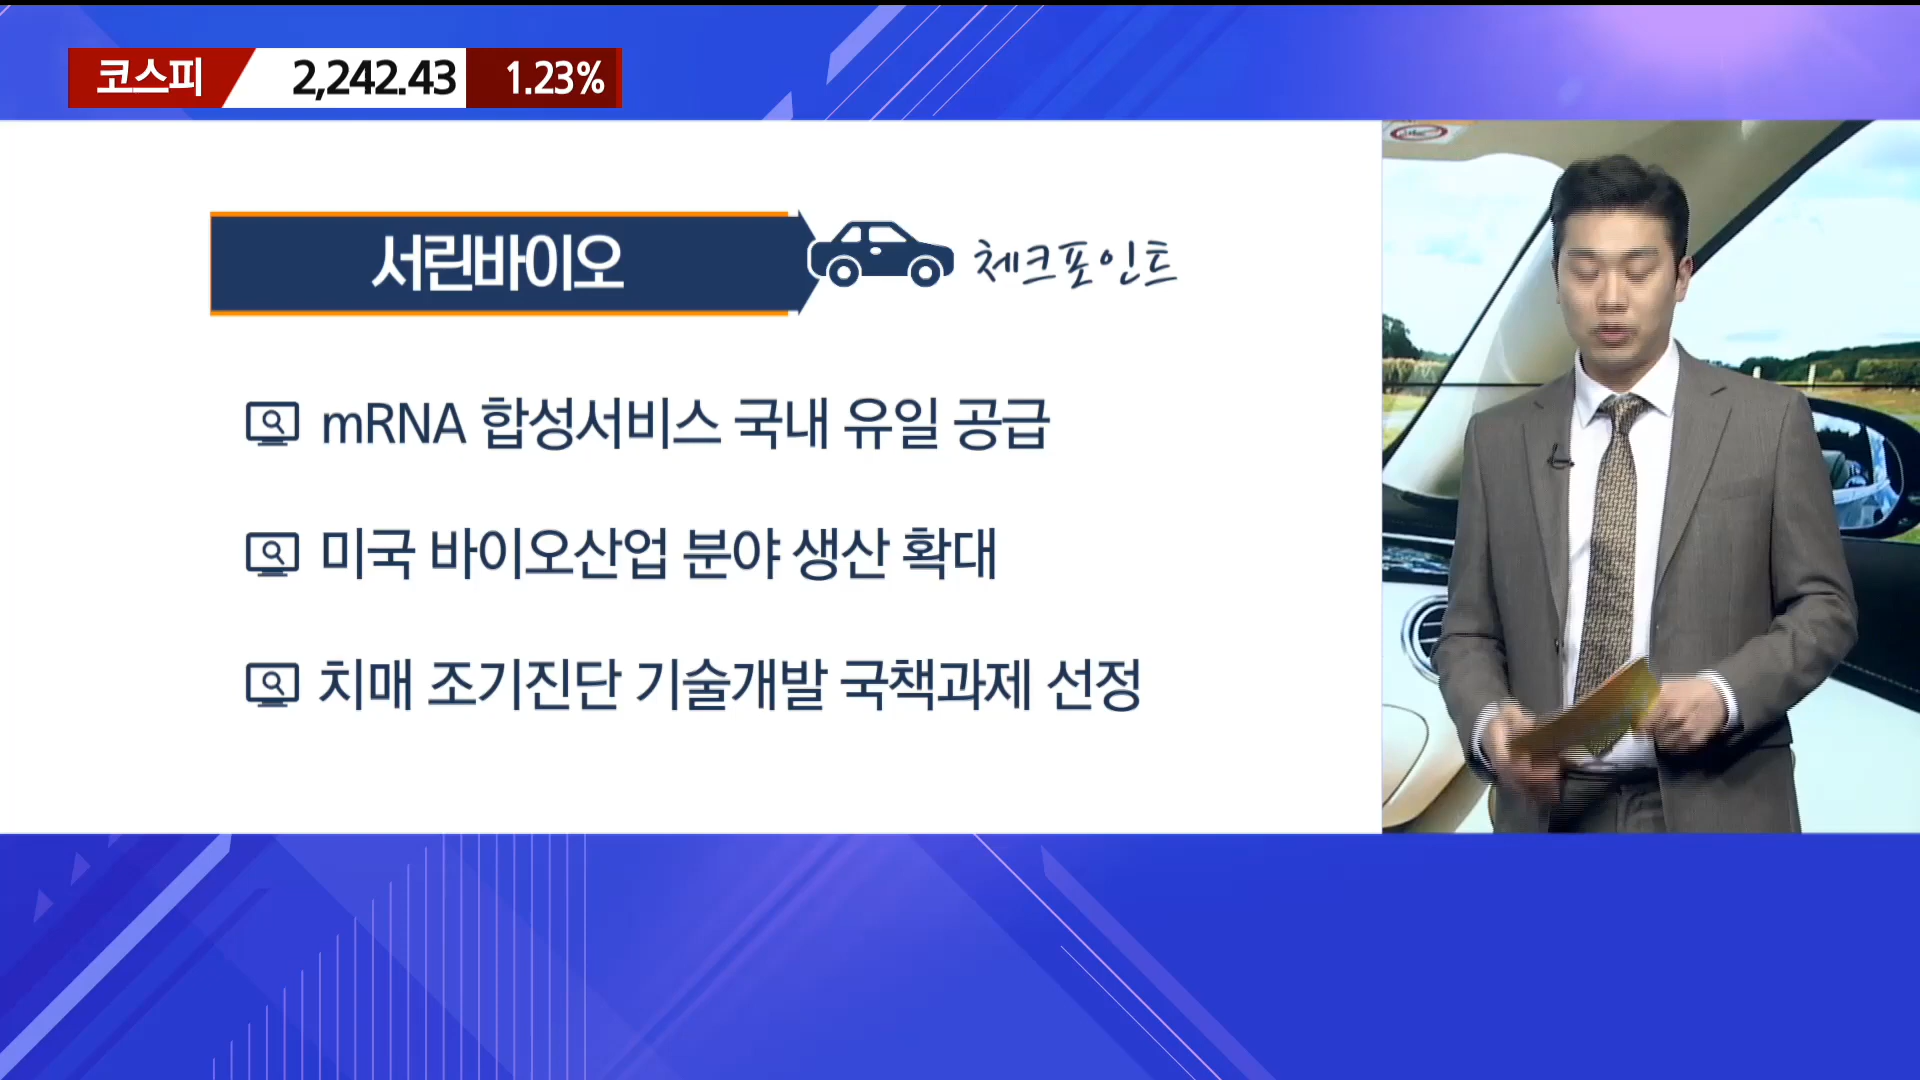 코스피 2,242.43 1.23%
서린바이오 체크포인트
mRNA 합성서비스 국내 유일 공급
미국 바이오산업 분야 생산 확대
치매 조기진단 기술개발 국책과제 선정